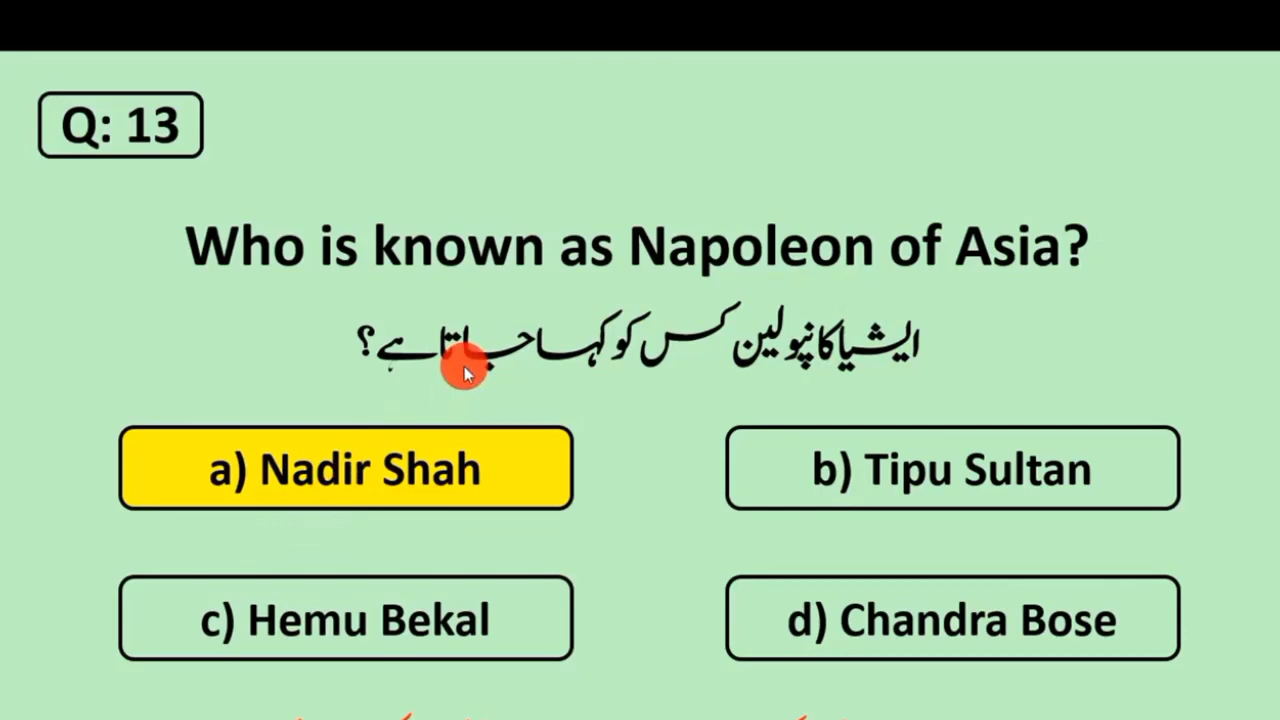 Q: 13
Who is known as Napoleon of Asia?
ایشیا کا نپولین کس کو کہا جاتا ہے؟
a) Nadir Shah
b) Tipu Sultan
c) Hemu Bekal
d) Chandra Bose